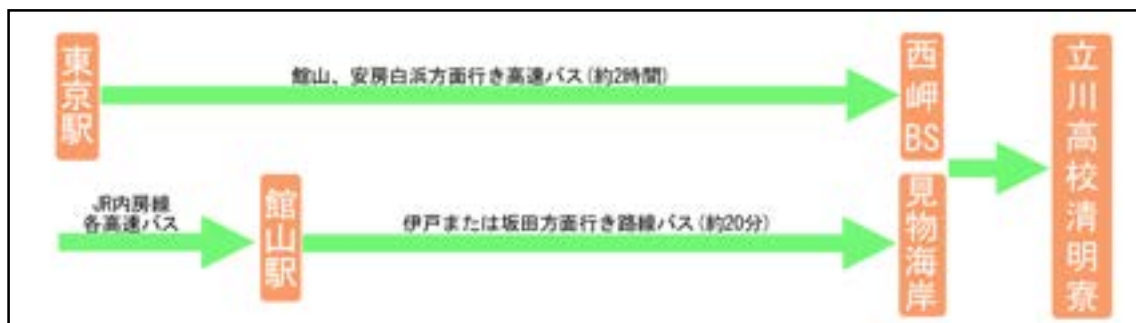 東京駅
館山、安房白浜方面行き高速バス(約2時間)
西岬BS
立川高校清明寮
JR内房線
各高速バス
館山駅
伊戸または坂田方面行き路線バス(約20分)
見物海岸